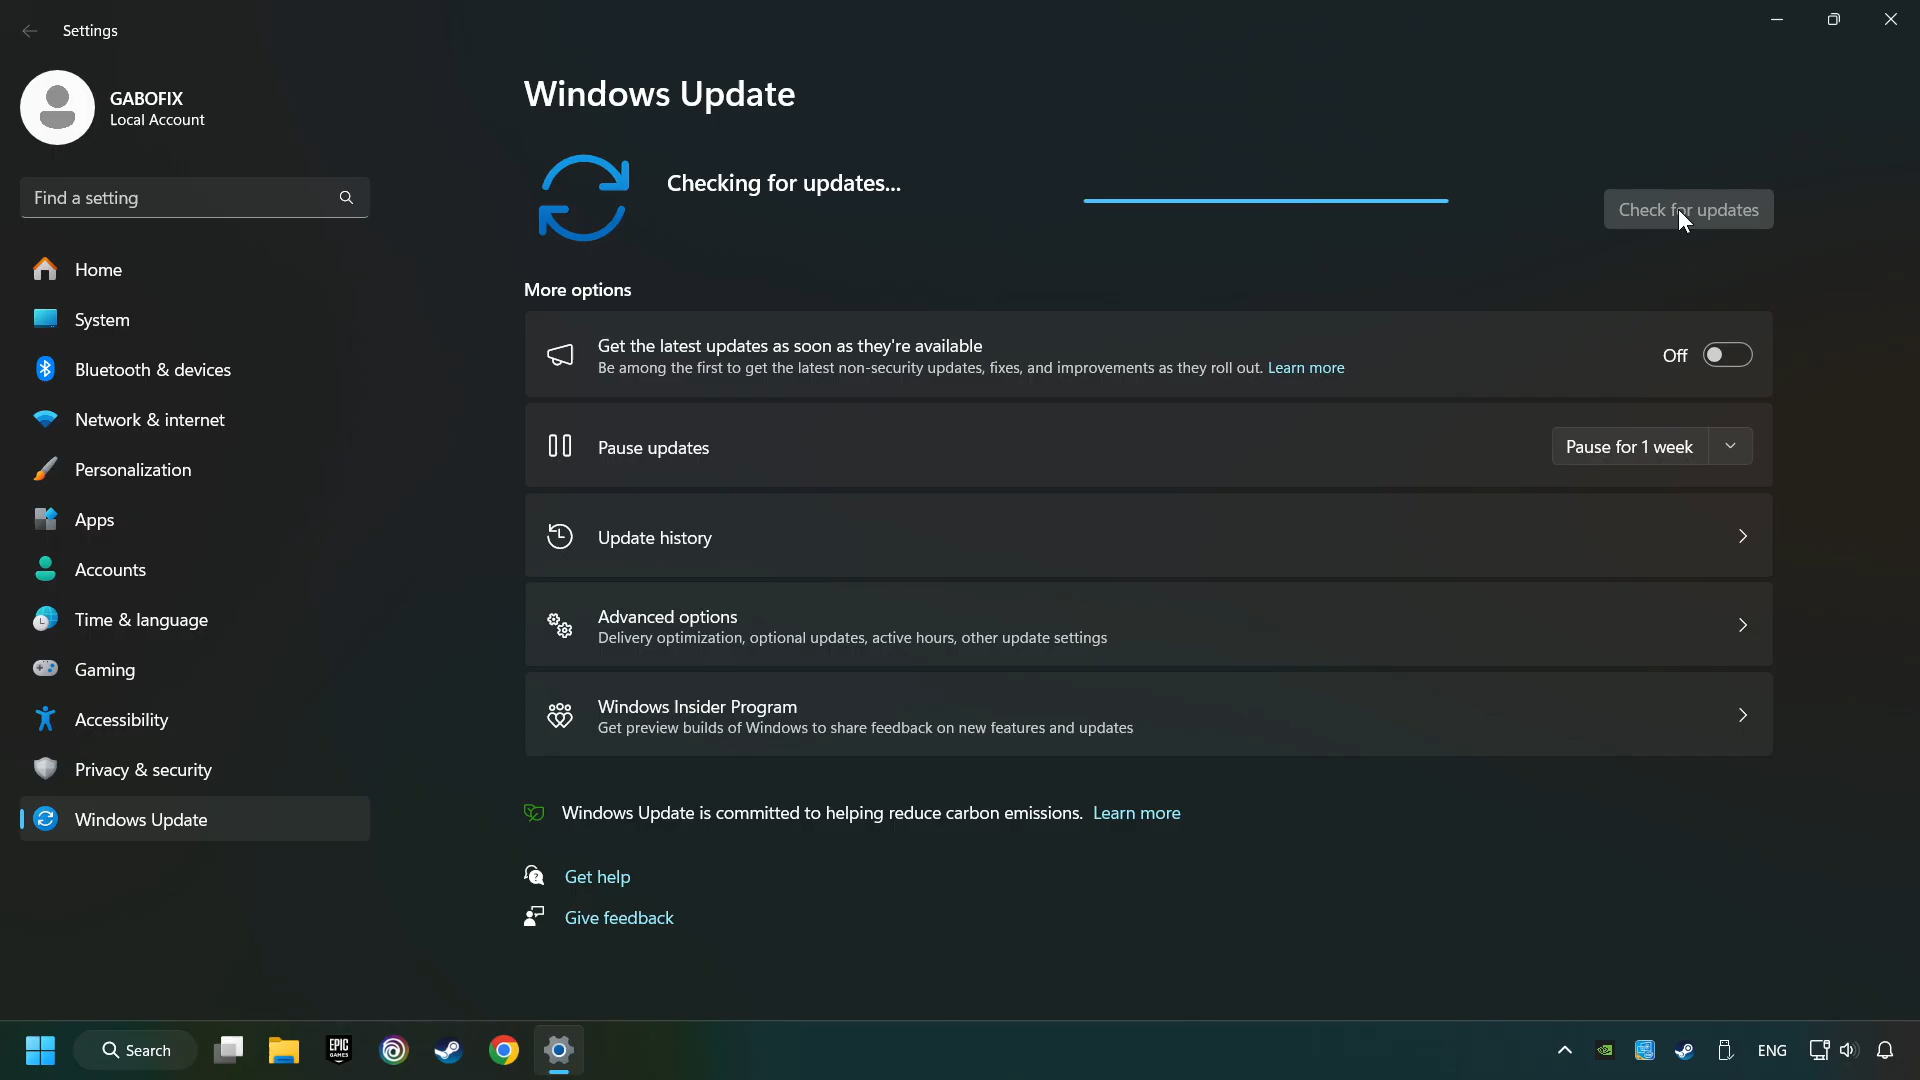 Settings
GABOFIX
Local Account
Find a setting
Home
System
Bluetooth & devices
Network & internet
Personalization
Apps
Accounts
Time & language
Gaming
Accessibility
Privacy & security
Windows Update
Windows Update
Checking for updates...
Check for updates
More options
Get the latest updates as soon as they're available
Be among the first to get the latest non-security updates, fixes, and improvements as they roll out. Learn more
Off
Pause updates
Pause for 1 week
Update history
Advanced options
Delivery optimization, optional updates, active hours, other update settings
Windows Insider Program
Get preview builds of Windows to share feedback on new features and updates
Windows Update is committed to helping reduce carbon emissions. Learn more
Get help
Give feedback
Search
EPIC
GAMES
ENG